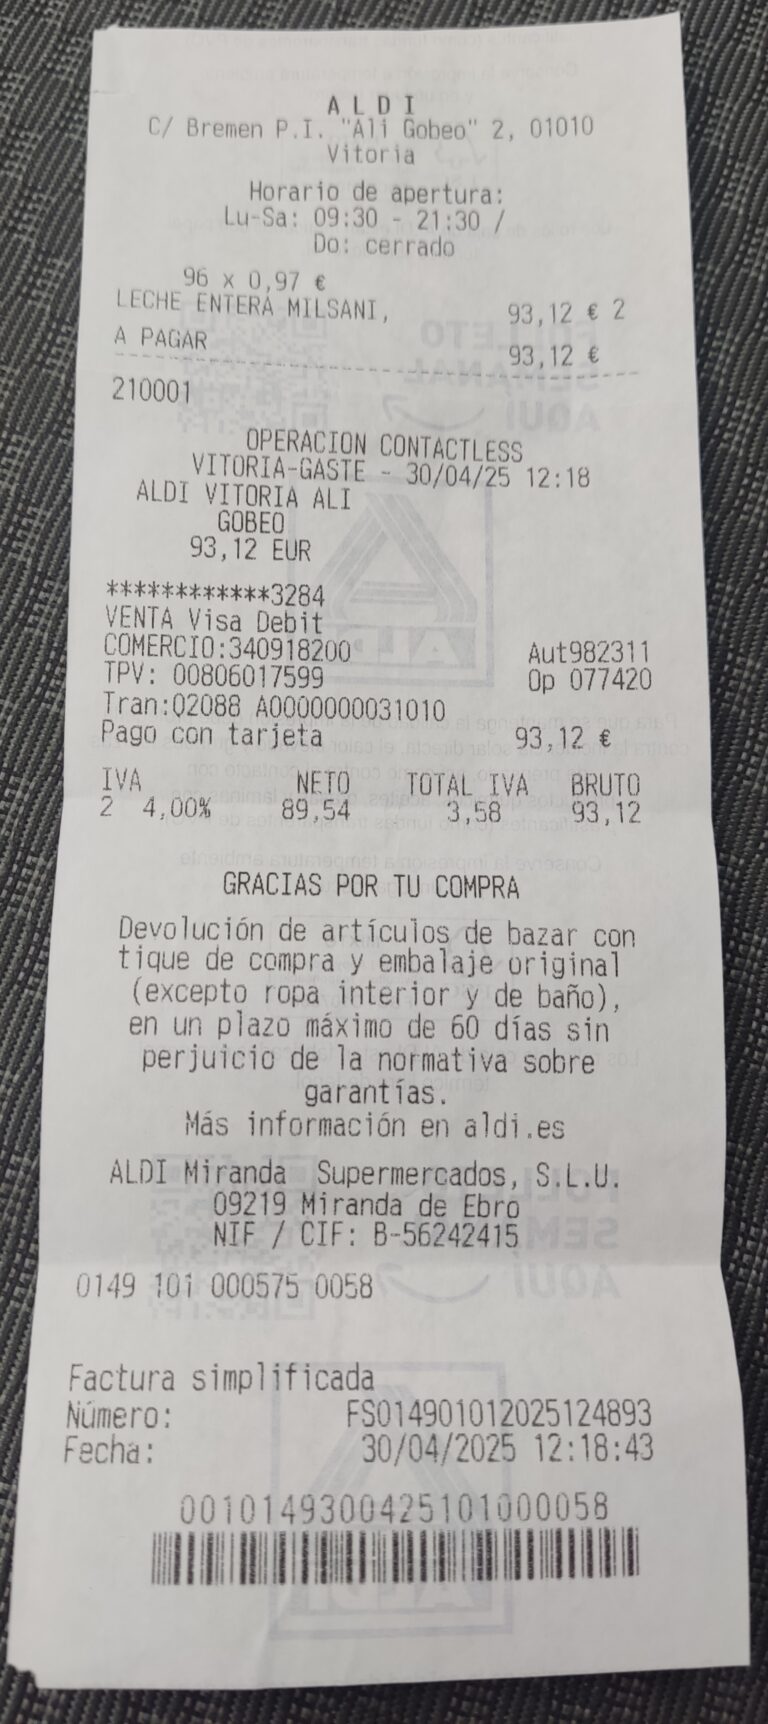 ALDI
C/ Bremen P.I. "Ali Gobeo" 2, 01010
Vitoria
Horario de apertura:
Lu-Sa: 09:30 - 21:30 /
Do: cerrado
96 x 0,97 €
LECHE ENTERA MILSANI, 93,12 € 2
A PAGAR 93,12 €
210001
OPERACION CONTACTLESS
VITORIA-GASTE - 30/04/25 12:18
ALDI VITORIA ALI
GOBEO
93,12 EUR
************3284
VENTA Visa Debit
COMERCIO:340918200 Aut982311
TPV: 00806017599 Op 077420
Tran:02088 A0000000031010
Pago con tarjeta 93,12 €
IVA NETO TOTAL IVA BRUTO
2 4,00% 89,54 3,58 93,12
GRACIAS POR TU COMPRA
Devolución de artículos de bazar con
tique de compra y embalaje original
(excepto ropa interior y de baño),
en un plazo máximo de 60 días sin
perjuicio de la normativa sobre
garantías.
Más información en aldi.es
ALDI Miranda Supermercados, S.L.U.
09219 Miranda de Ebro
NIF / CIF: B-56242415
0149 101 000575 0058
Factura simplificada
Número: FS014901012025124893
Fecha: 30/04/2025 12:18:43
0010149300425101000058